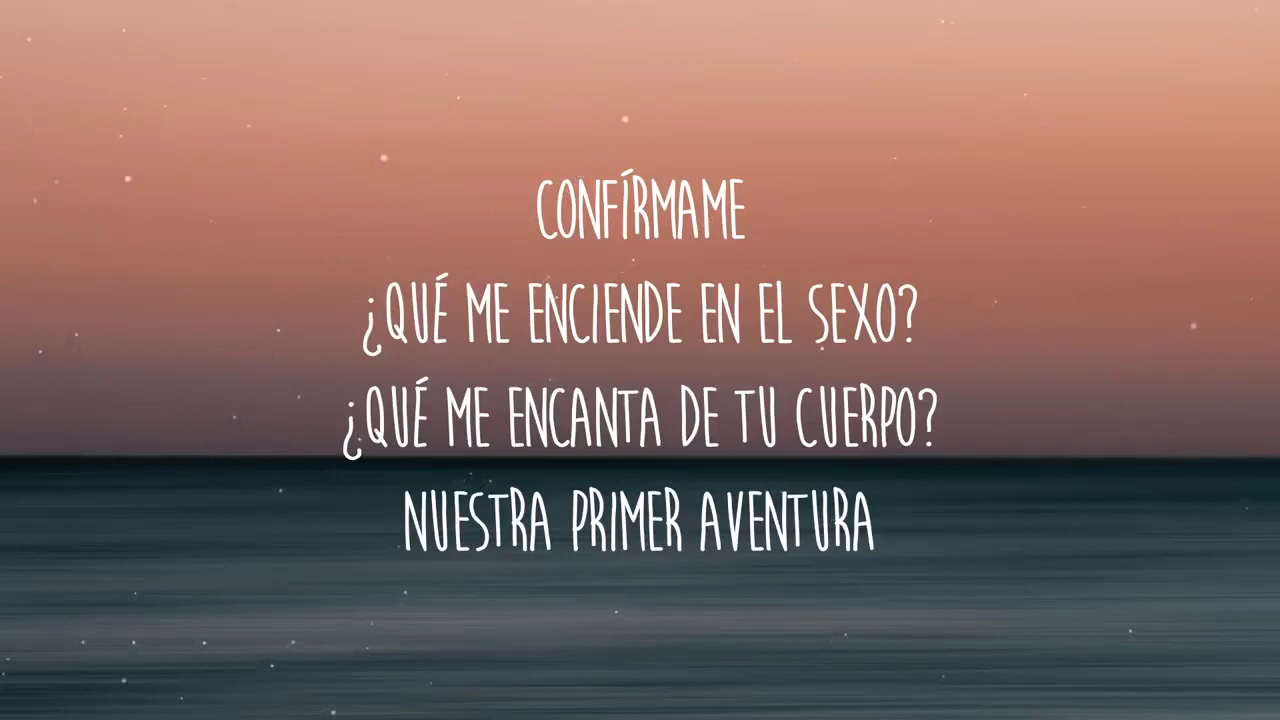 CONFÍRMAME
¿QUÉ ME ENCIENDE EN EL SEXO?
¿QUÉ ME ENCANTA DE TU CUERPO?
NUESTRA PRIMER AVENTURA